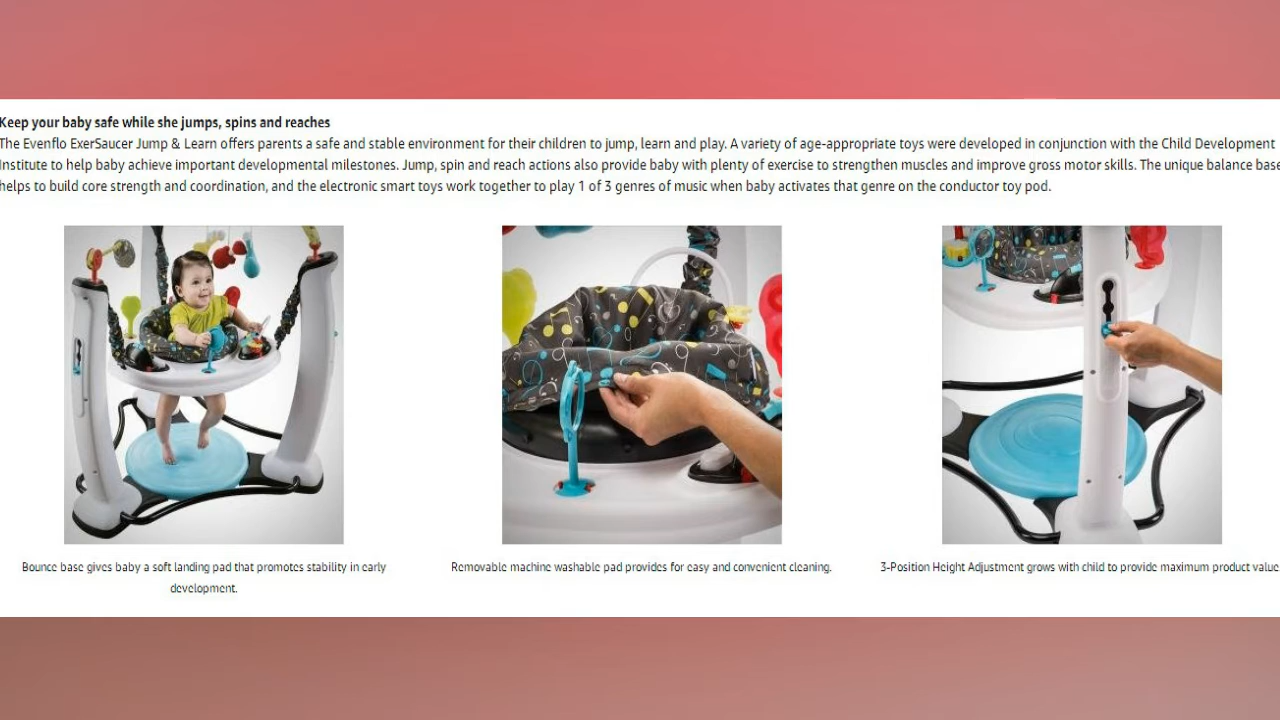 Keep your baby safe while she jumps, spins and reaches
The Evenflo ExerSaucer Jump & Learn offers parents a safe and stable environment for their children to jump, learn and play. A variety of age-appropriate toys were developed in conjunction with the Child Development
Institute to help baby achieve important developmental milestones. Jump, spin and reach actions also provide baby with plenty of exercise to strengthen muscles and improve gross motor skills. The unique balance base
helps to build core strength and coordination, and the electronic smart toys work together to play 1 of 3 genres of music when baby activates that genre on the conductor toy pod.
Bounce base gives baby a soft landing pad that promotes stability in early
development.
Removable machine washable pad provides for easy and convenient cleaning.
3-Position Height Adjustment grows with child to provide maximum product value